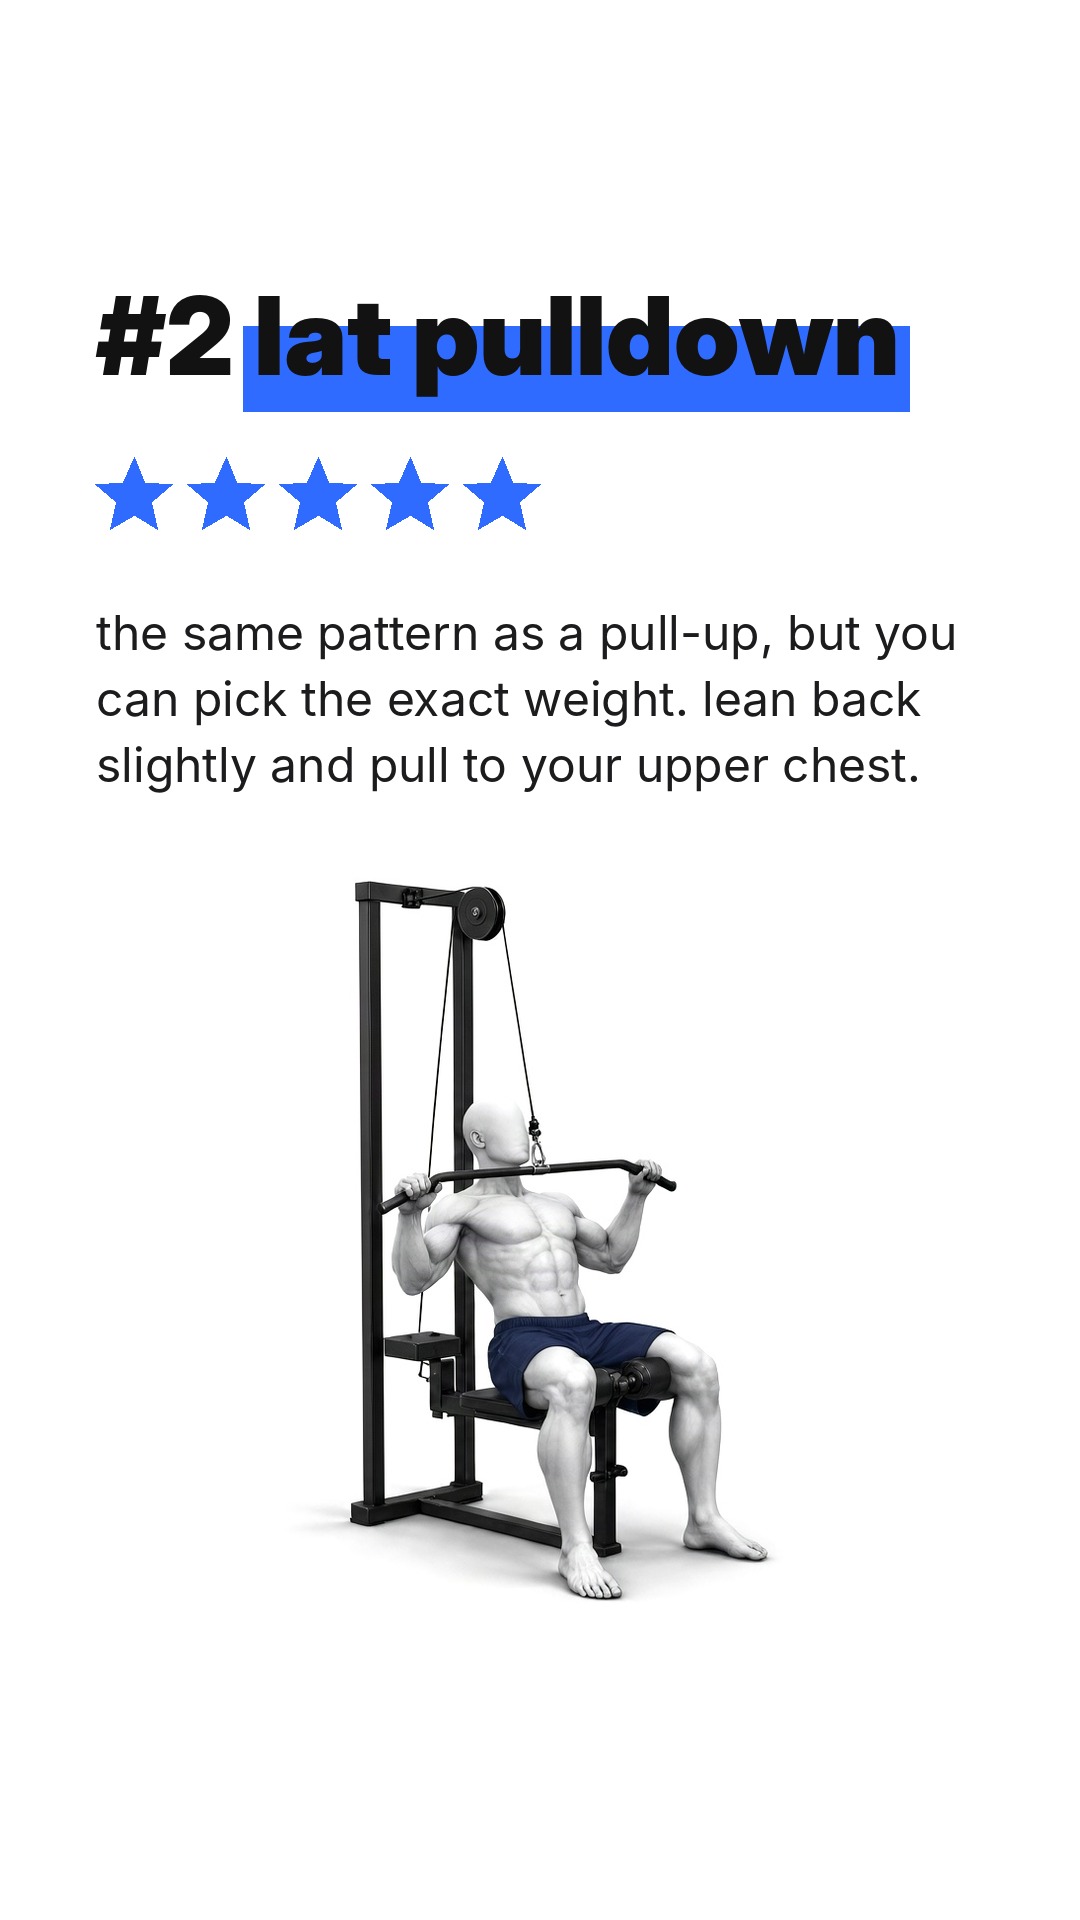 #2 lat pulldown
the same pattern as a pull-up, but you
can pick the exact weight. lean back
slightly and pull to your upper chest.